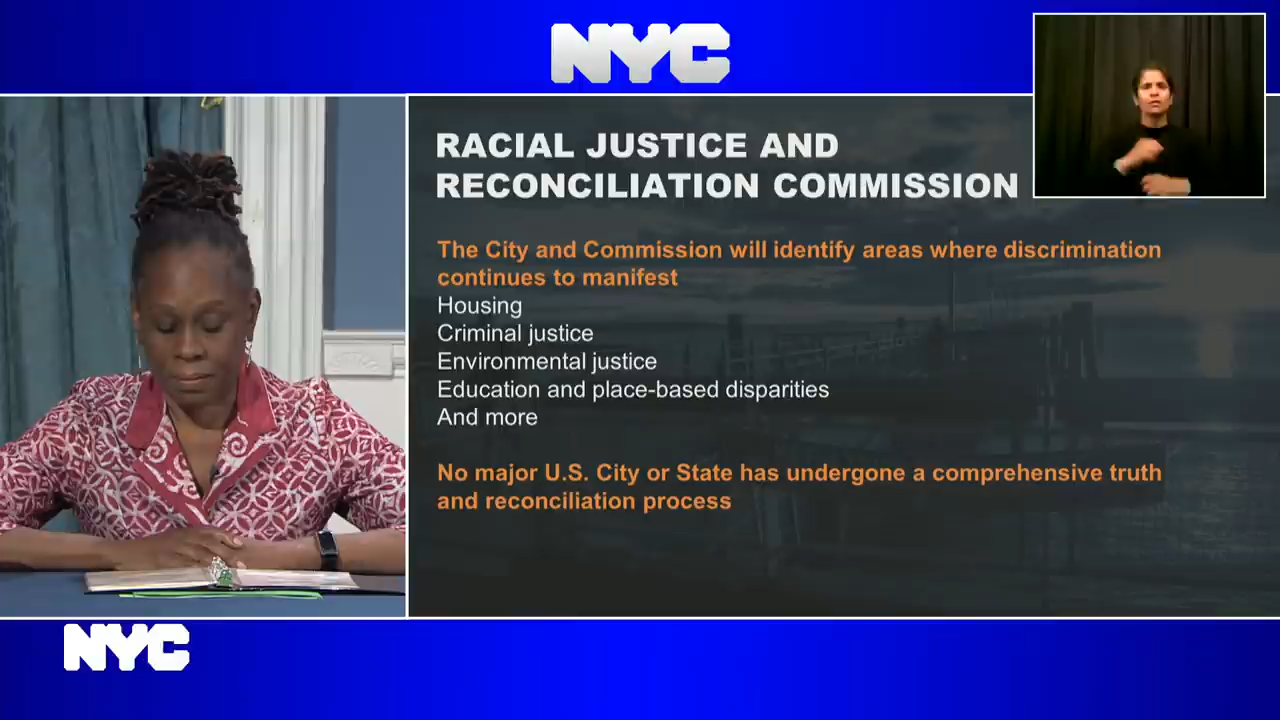 NYC
RACIAL JUSTICE AND
RECONCILIATION COMMISSION
The City and Commission will identify areas where discrimination
continues to manifest
Housing
Criminal justice
Environmental justice
Education and place-based disparities
And more
No major U.S. City or State has undergone a comprehensive truth
and reconciliation process
NYC